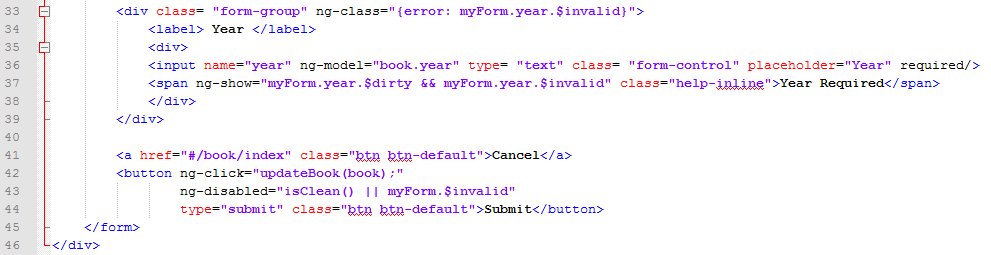 33 <div class= "form-group" ng-class="{error: myForm.year.$invalid}">
34 <label> Year </label>
35 <div>
36 <input name="year" ng-model="book.year" type= "text" class= "form-control" placeholder="Year" required/>
37 <span ng-show="myForm.year.$dirty && myForm.year.$invalid" class="help-inline">Year Required</span>
38 </div>
39 </div>
40
41 <a href="#/book/index" class="btn btn-default">Cancel</a>
42 <button ng-click="updateBook(book);"
43 ng-disabled="isClean() || myForm.$invalid"
44 type="submit" class="btn btn-default">Submit</button>
45 </form>
46 </div>